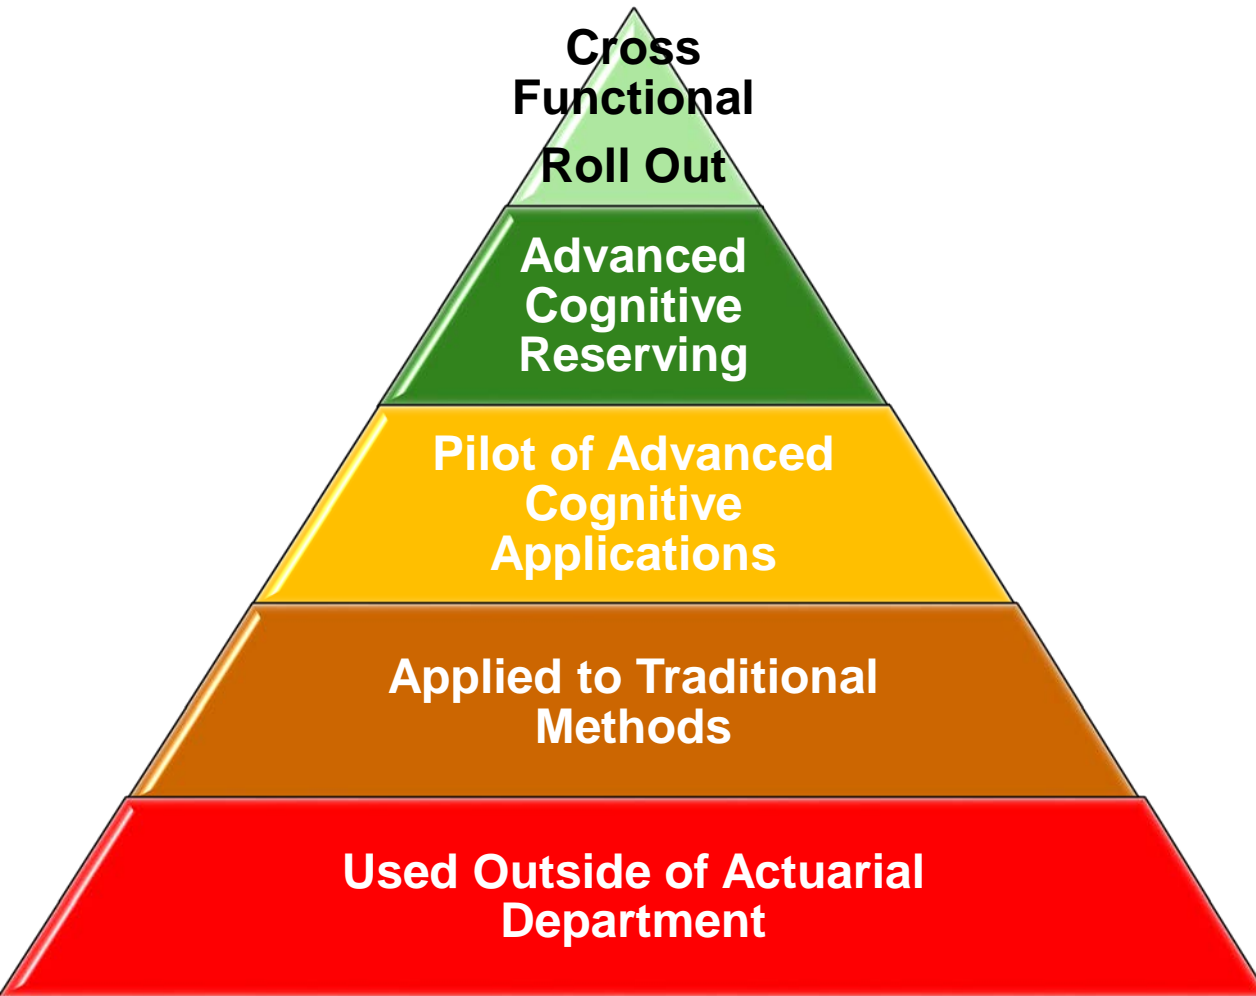 Cross
Functional
Roll Out
Advanced
Cognitive
Reserving
Pilot of Advanced
Cognitive
Applications
Applied to Traditional
Methods
Used Outside of Actuarial
Department